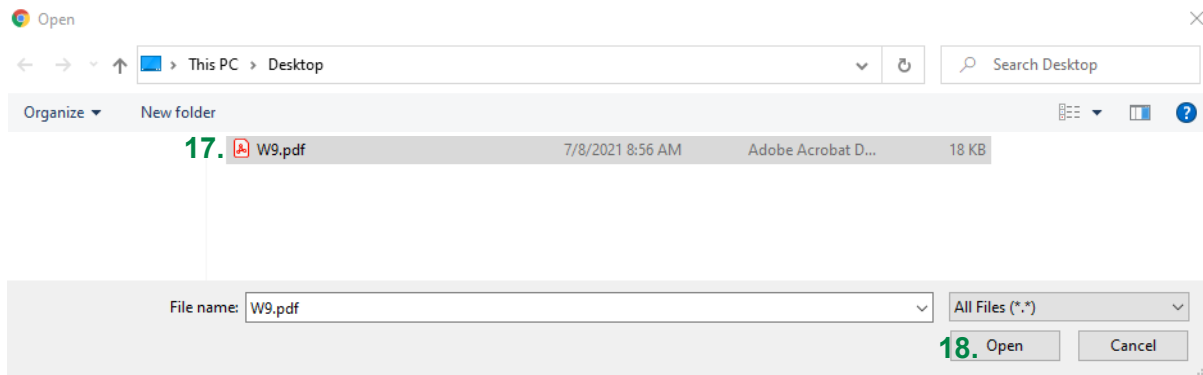 Open
This PC > Desktop
Search Desktop
Organize
New folder
17. W9.pdf 7/8/2021 8:56 AM Adobe Acrobat D... 18 KB
File name: W9.pdf
All Files (*.*)
18. Open Cancel